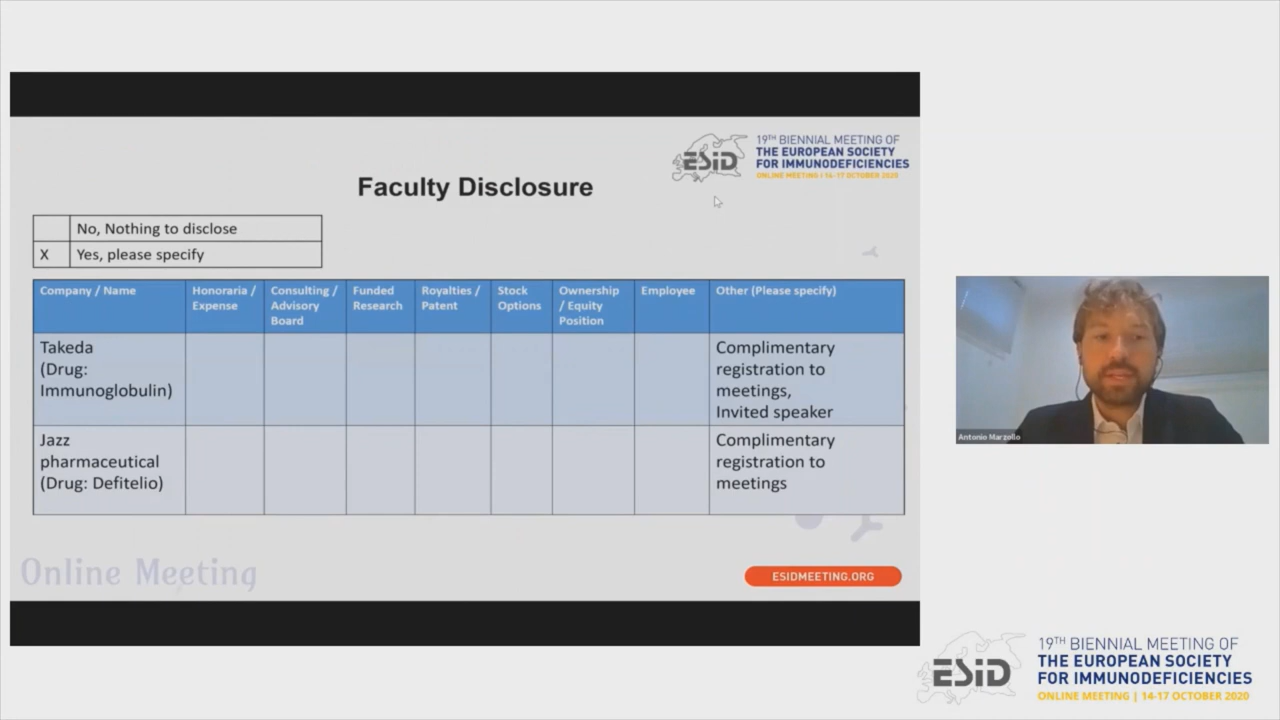 19TH BIENNIAL MEETING OF
THE EUROPEAN SOCIETY
FOR IMMUNODEFICIENCIES
ONLINE MEETING | 14-17 OCTOBER 2020
ESiD
Faculty Disclosure
No, Nothing to disclose
X Yes, please specify
Company / Name
Honoraria /
Expense
Consulting /
Advisory
Board
Funded
Research
Royalties /
Patent
Stock
Options
Ownership
/ Equity
Position
Employee
Other (Please specify)
Takeda
(Drug:
Immunoglobulin)
Complimentary
registration to
meetings,
Invited speaker
Jazz
pharmaceutical
(Drug: Defitelio)
Complimentary
registration to
meetings
Online Meeting
ESIDMEETING.ORG
Antonio Marzollo
ESiD
19TH BIENNIAL MEETING OF
THE EUROPEAN SOCIETY
FOR IMMUNODEFICIENCIES
ONLINE MEETING | 14-17 OCTOBER 2020